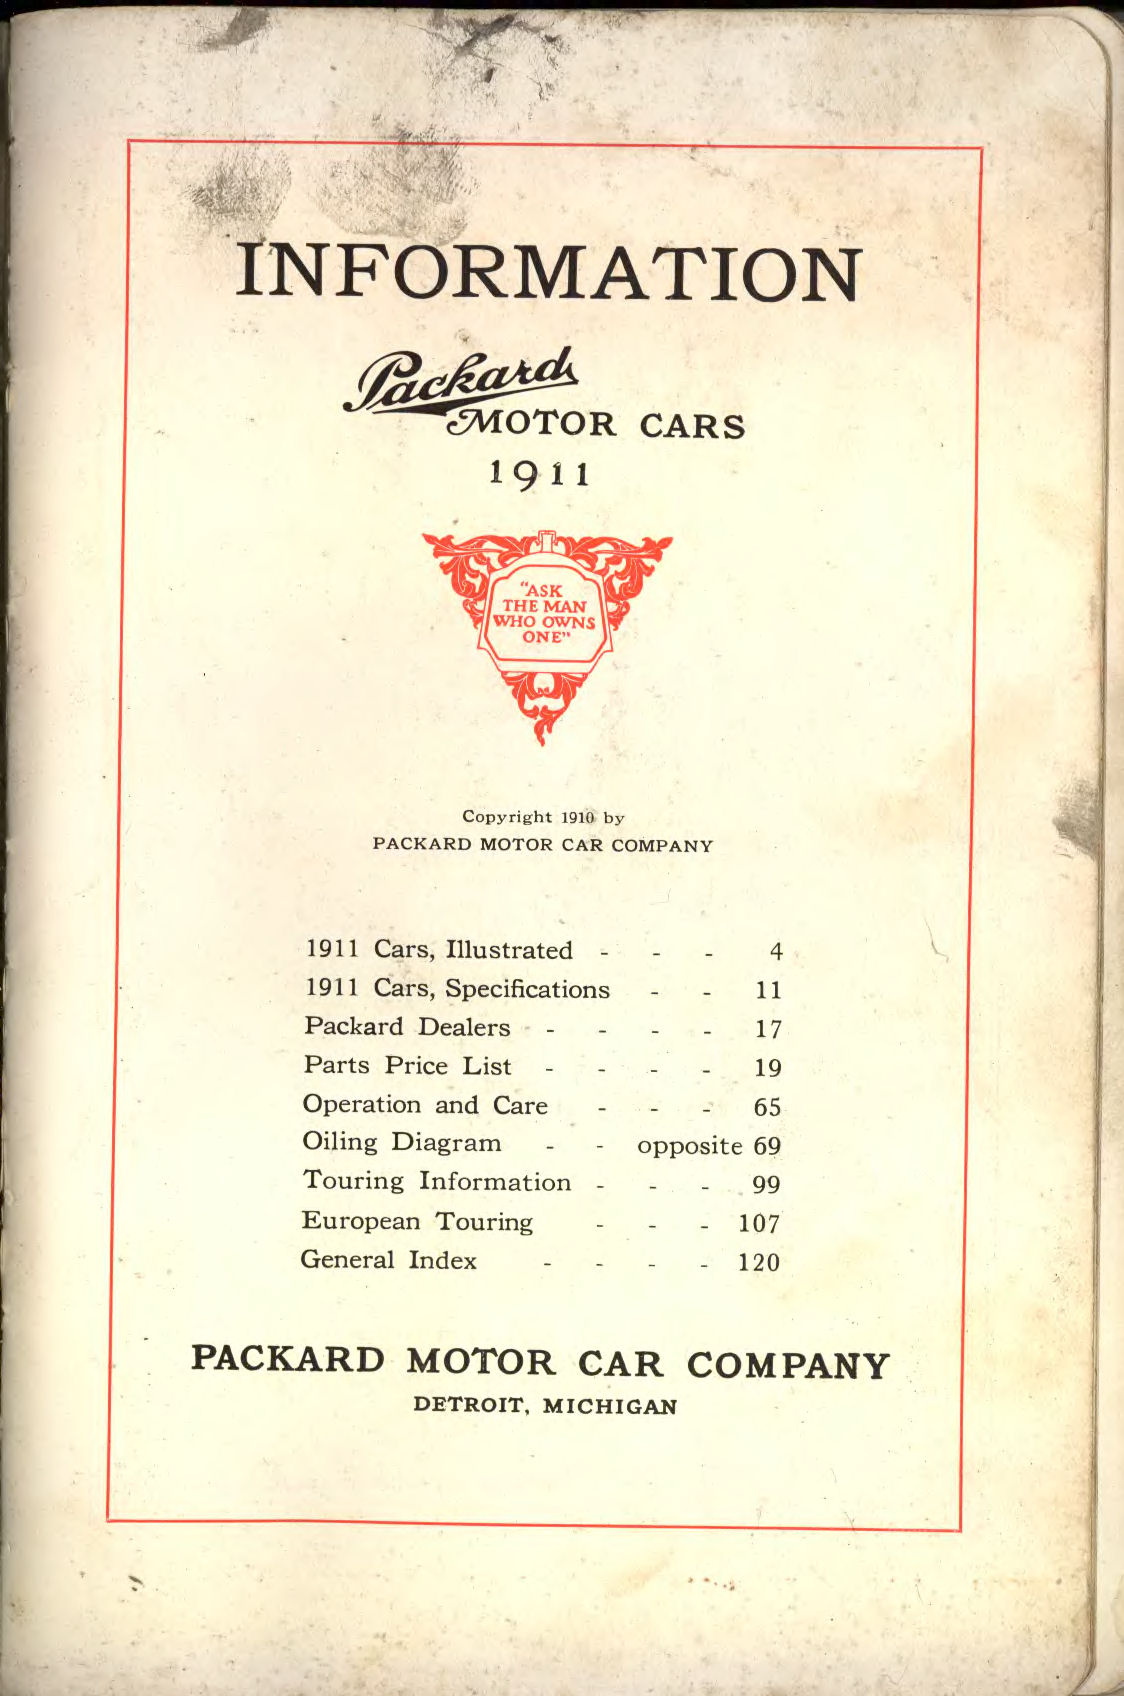 INFORMATION
Packard
MOTOR CARS
1911
"ASK
THE MAN
WHO OWNS
ONE"
Copyright 1910 by
PACKARD MOTOR CAR COMPANY
1911 Cars, Illustrated - - - 4
1911 Cars, Specifications - - 11
Packard Dealers - - - - 17
Parts Price List - - - - 19
Operation and Care - - - 65
Oiling Diagram - - opposite 69
Touring Information - - - 99
European Touring - - - 107
General Index - - - - 120
PACKARD MOTOR CAR COMPANY
DETROIT, MICHIGAN